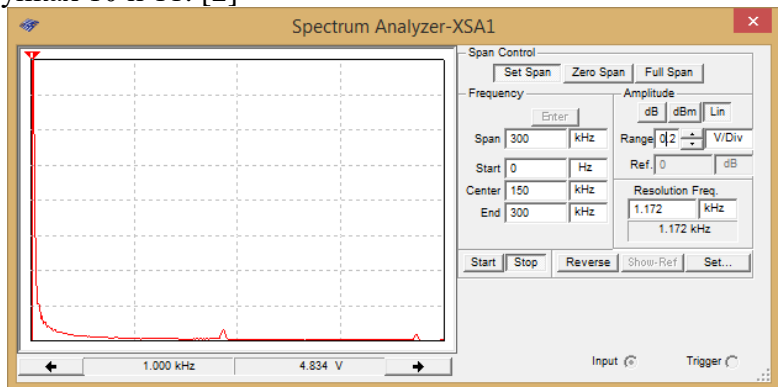 10 и 11. [2]
Spectrum Analyzer-XSA1
Span Control
Set Span Zero Span Full Span
Frequency
Enter
Span 300 kHz
Start 0 Hz
Center 150 kHz
End 300 kHz
Amplitude
dB dBm Lin
Range 0.2 V/Div
Ref. 0 dB
Resolution Freq.
1.172 kHz
1.172 kHz
Start Stop Reverse Show-Ref Set...
1.000 kHz 4.834 V
Input Trigger